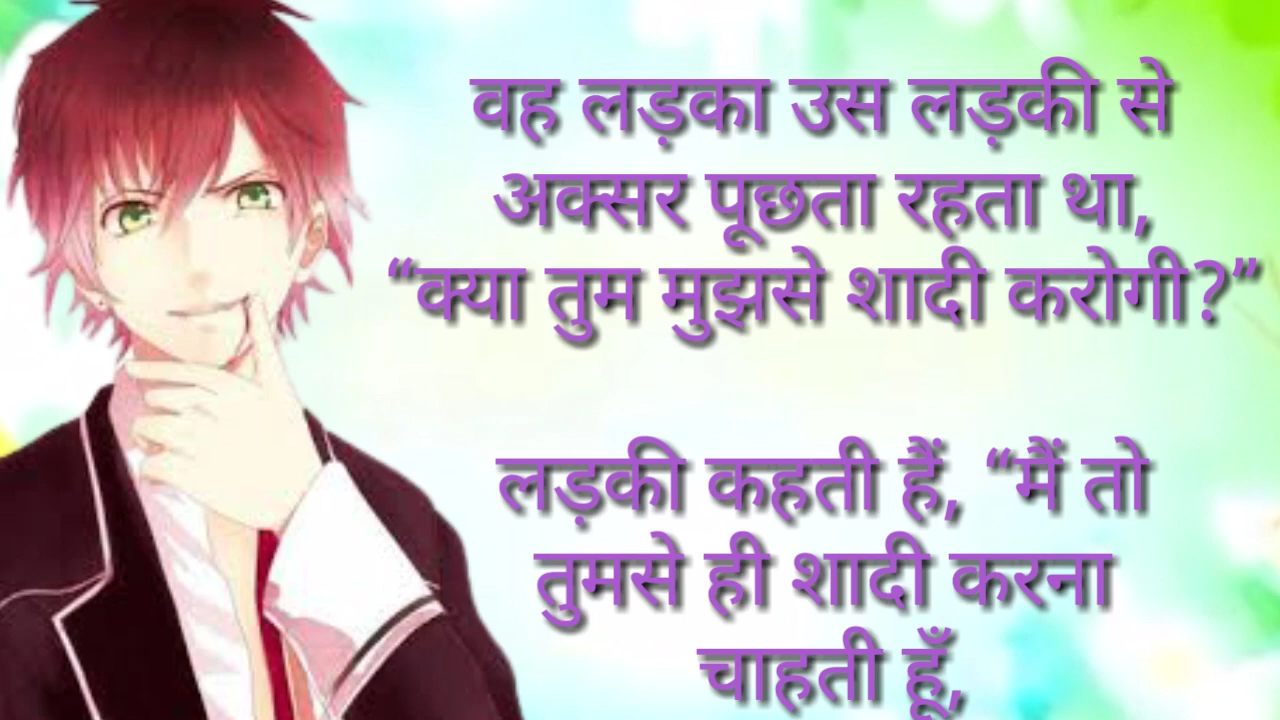 वह लड़का उस लड़की से
अक्सर पूछता रहता था,
“क्या तुम मुझसे शादी करोगी?”
लड़की कहती हैं, “मैं तो
तुमसे ही शादी करना
चाहती हूँ,